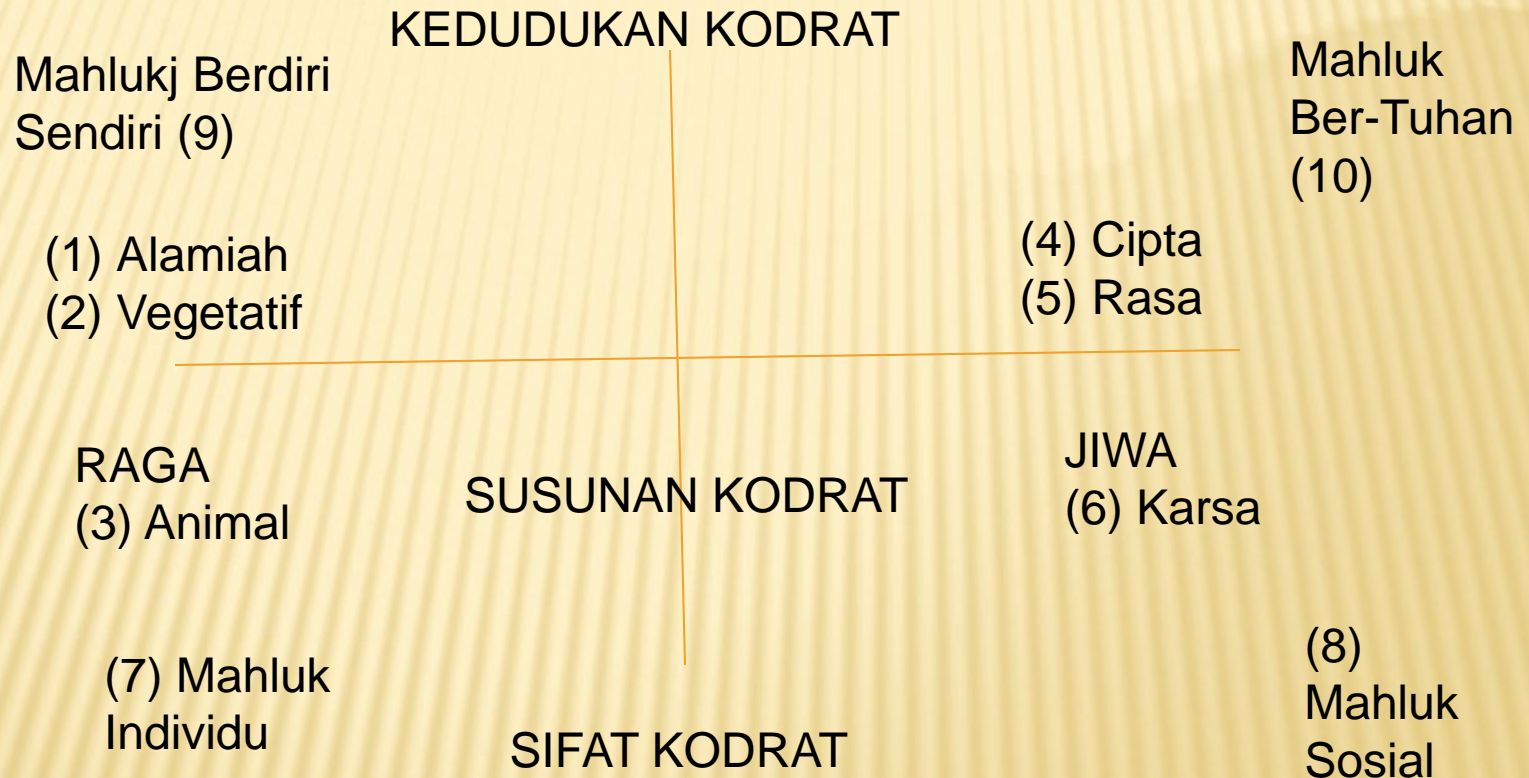 KEDUDUKAN KODRAT
Mahlukj Berdiri
Sendiri (9)
Mahluk
Ber-Tuhan
(10)
(1) Alamiah
(2) Vegetatif
(4) Cipta
(5) Rasa
RAGA
(3) Animal
SUSUNAN KODRAT
JIWA
(6) Karsa
(7) Mahluk
Individu
SIFAT KODRAT
(8)
Mahluk
Sosial